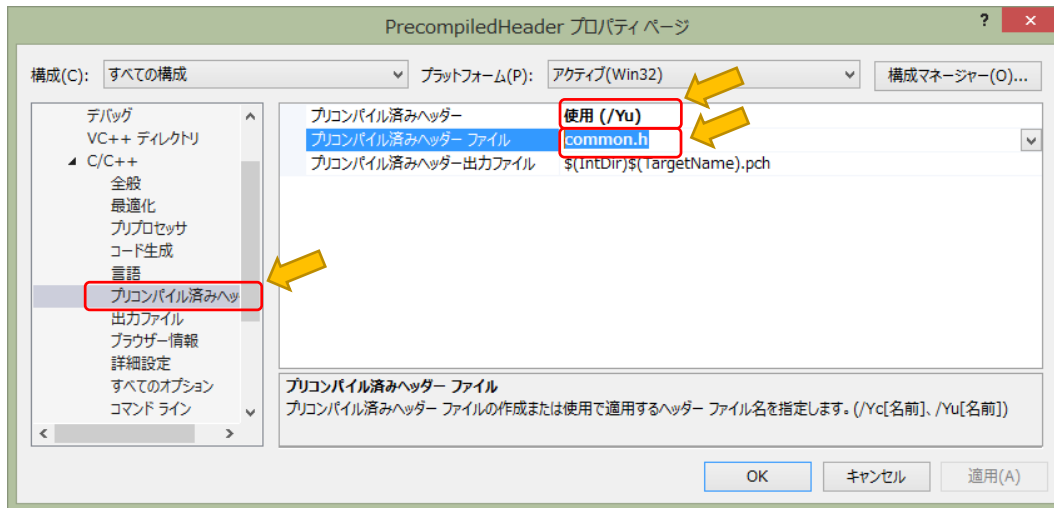 PrecompiledHeader プロパティ ページ
? ×
構成(C): すべての構成 プラットフォーム(P): アクティブ(Win32) 構成マネージャー(O)...
デバッグ
VC++ ディレクトリ
C/C++
全般
最適化
プリプロセッサ
コード生成
言語
プリコンパイル済みヘッ
出力ファイル
ブラウザー情報
詳細設定
すべてのオプション
コマンド ライン
プリコンパイル済みヘッダー 使用 (/Yu)
プリコンパイル済みヘッダー ファイル common.h
プリコンパイル済みヘッダー出力ファイル $(IntDir)$(TargetName).pch
プリコンパイル済みヘッダー ファイル
プリコンパイル済みヘッダー ファイルの作成または使用で適用するヘッダー ファイル名を指定します。(/Yc[名前]、/Yu[名前])
OK キャンセル 適用(A)